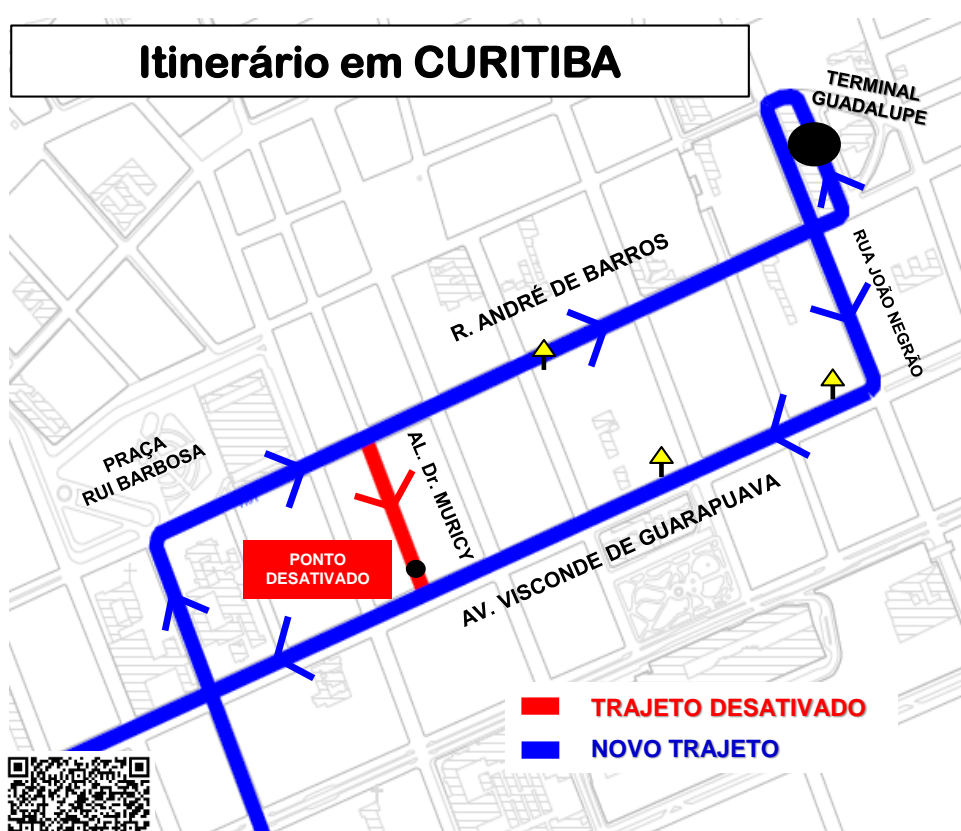 Itinerário em CURITIBA
TERMINAL
GUADALUPE
RUA JOÃO NEGRÃO
R. ANDRÉ DE BARROS
PRAÇA
RUI BARBOSA
AL. Dr. MURICY
PONTO
DESATIVADO
AV. VISCONDE DE GUARAPUAVA
TRAJETO DESATIVADO
NOVO TRAJETO